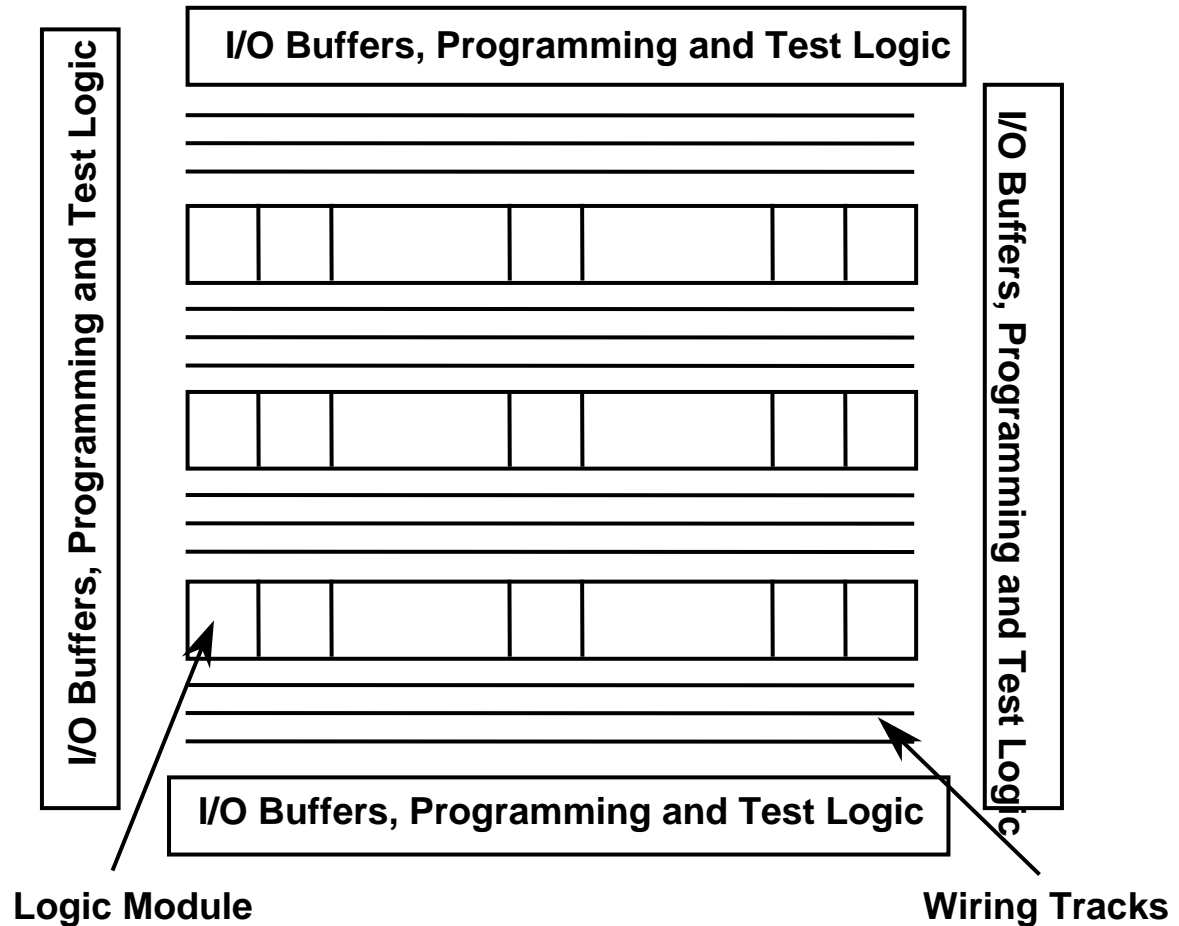 I/O Buffers, Programming and Test Logic
I/O Buffers, Programming and Test Logic
I/O Buffers, Programming and Test Logic
I/O Buffers, Programming and Test Logic
Logic Module
Wiring Tracks